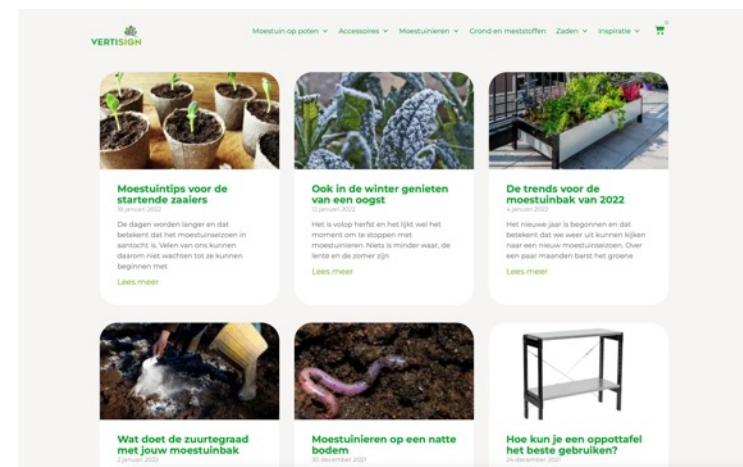 VERTISIGN
Moestuin op poten Accessoires Moestuinieren Grond en meststoffen Zaden Inspiratie 0
Moestuintips voor de
startende zaaiers
19 januari 2022
De dagen worden langer en dat
betekent dat het moestuinseizoen in
aantocht is. Velen van ons kunnen
daarom niet wachten tot ze kunnen
beginnen met
Lees meer
Ook in de winter genieten
van een oogst
12 januari 2022
Het is volop herfst en het lijkt wel het
moment om te stoppen met
moestuinieren. Niets is minder waar, de
lente en de zomer zijn
Lees meer
De trends voor de
moestuinbak van 2022
4 januari 2022
Het nieuwe jaar is begonnen en dat
betekent dat we weer uit kunnen kijken
naar een nieuw moestuinseizoen. Over
een paar maanden barst het groene
Lees meer
Wat doet de zuurtegraad
met jouw moestuinbak
2 januari 2022
Moestuinieren op een natte
bodem
30 december 2021
Hoe kun je een oppottafel
het beste gebruiken?
24 december 2021